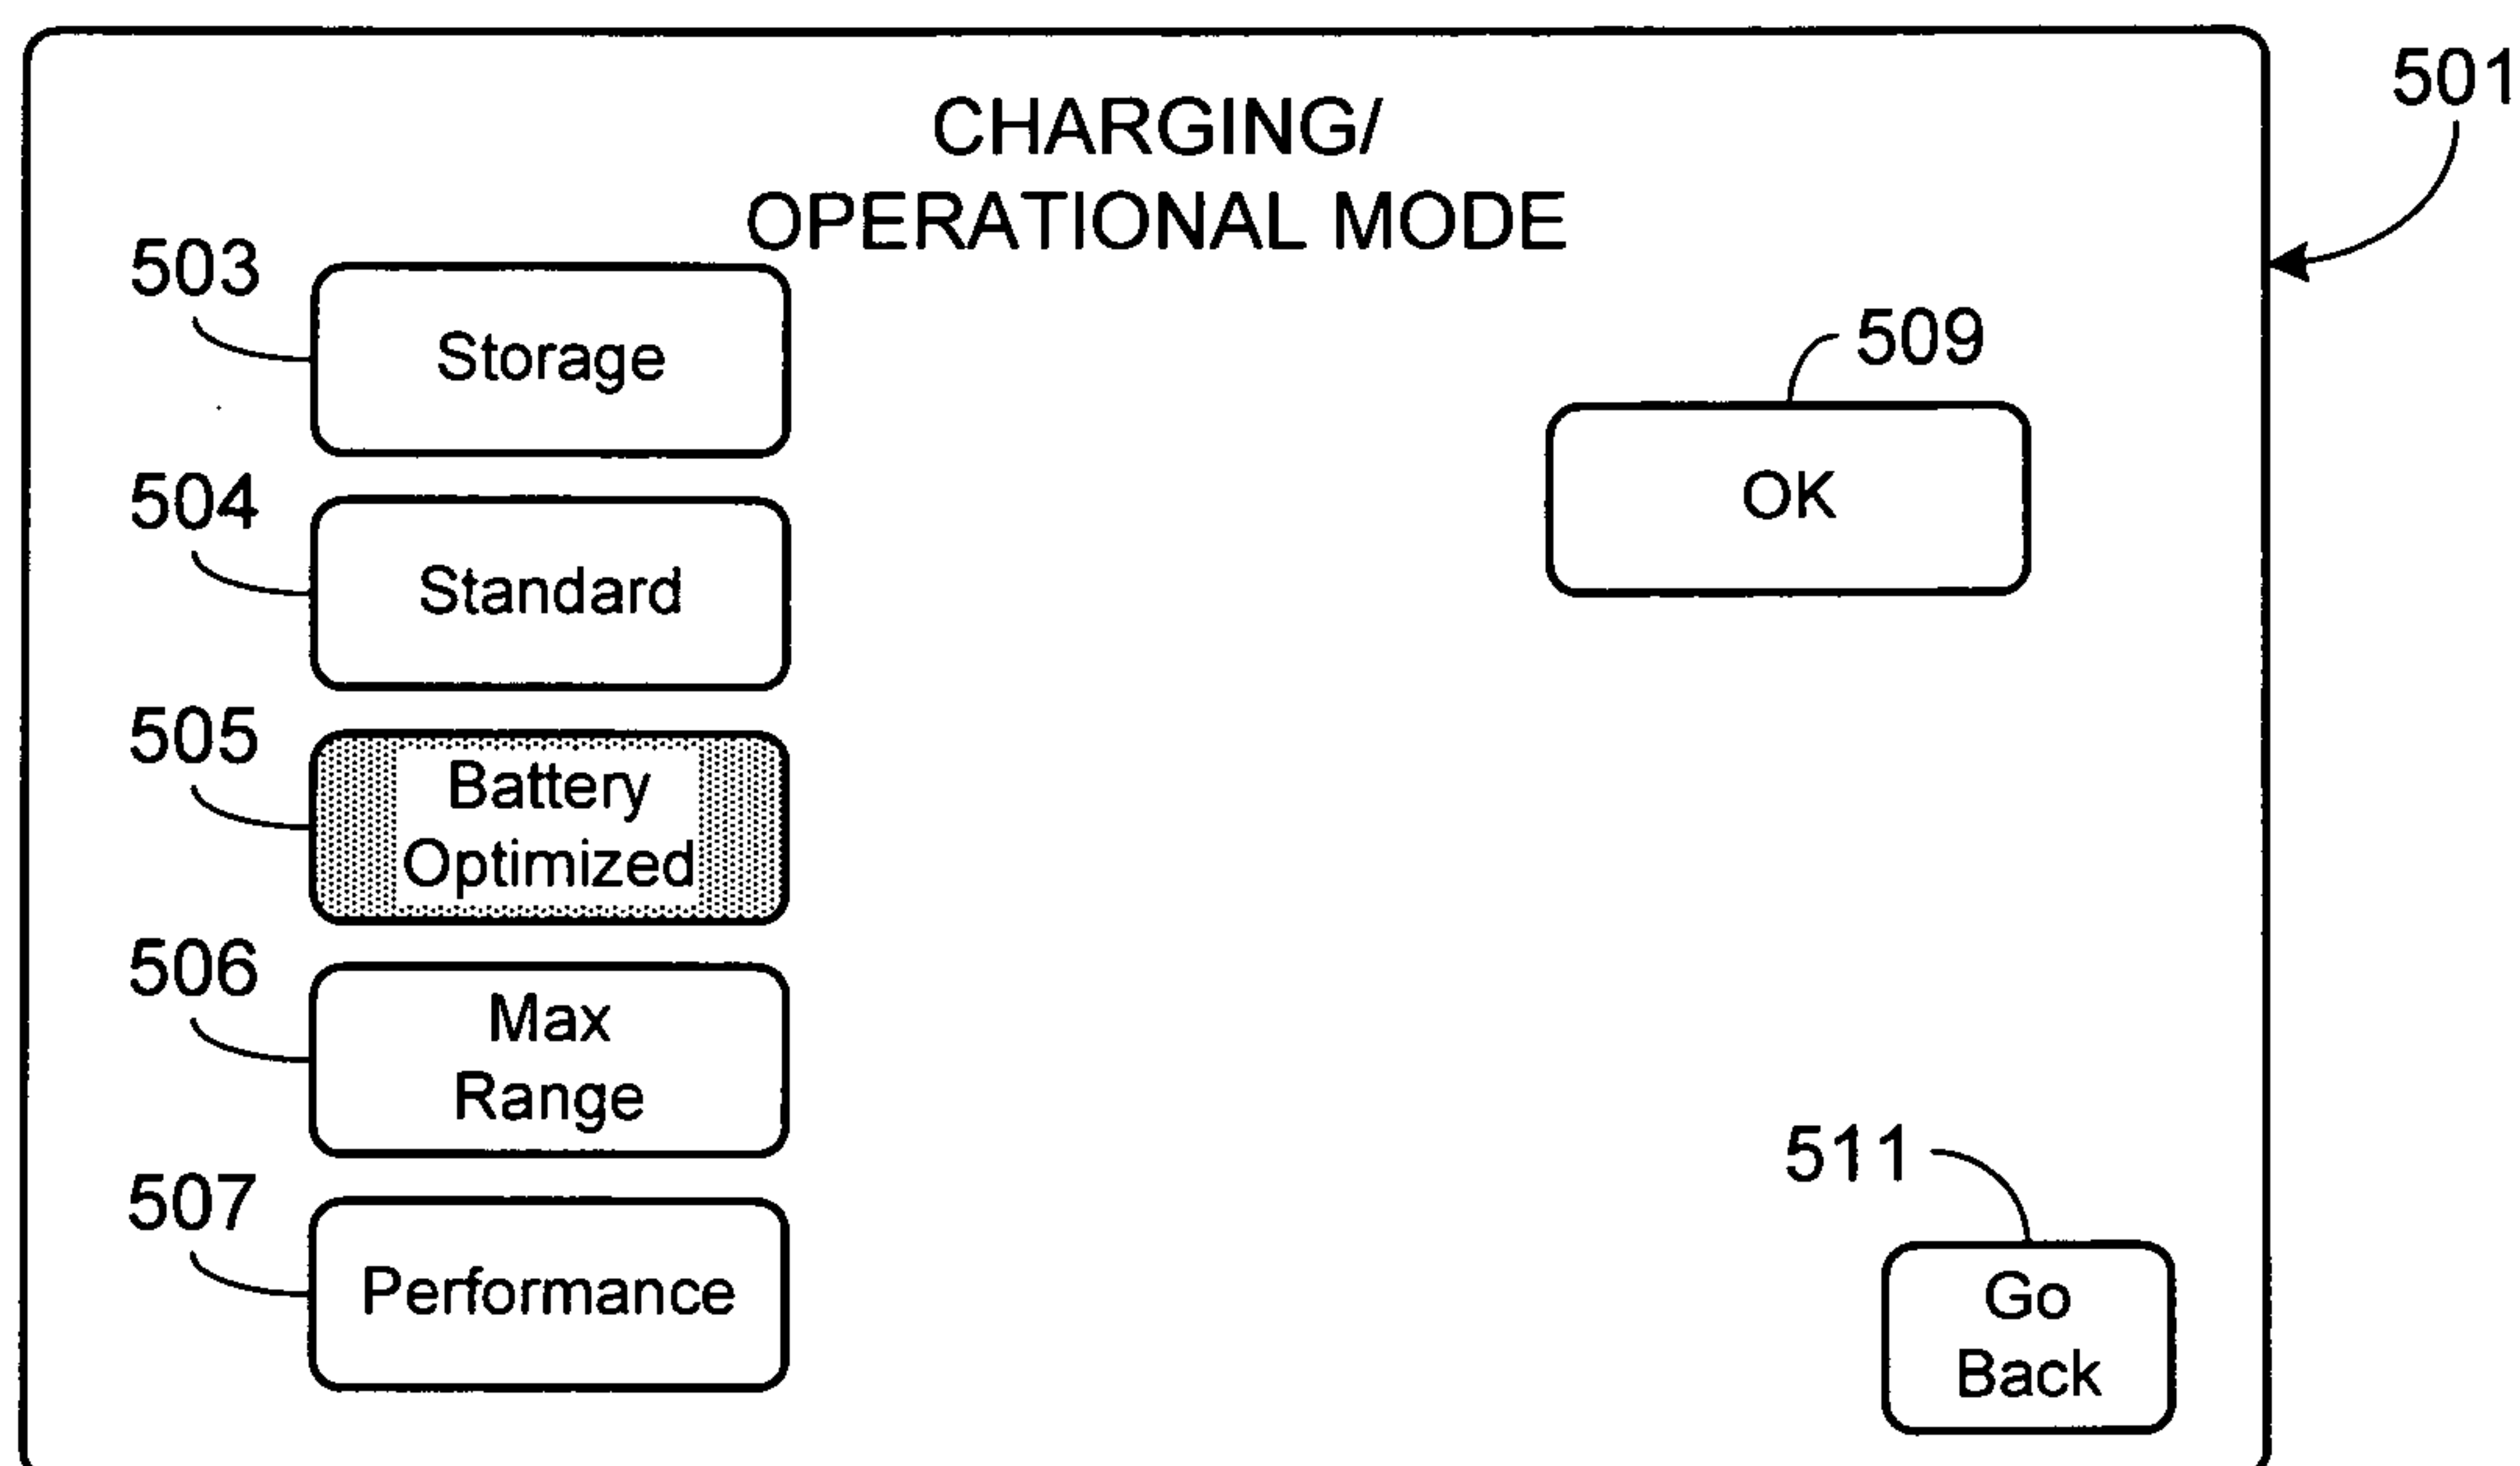 CHARGING/
OPERATIONAL MODE
501
503
Storage
509
OK
504
Standard
505
Battery
Optimized
506
Max
Range
507
Performance
511
Go
Back